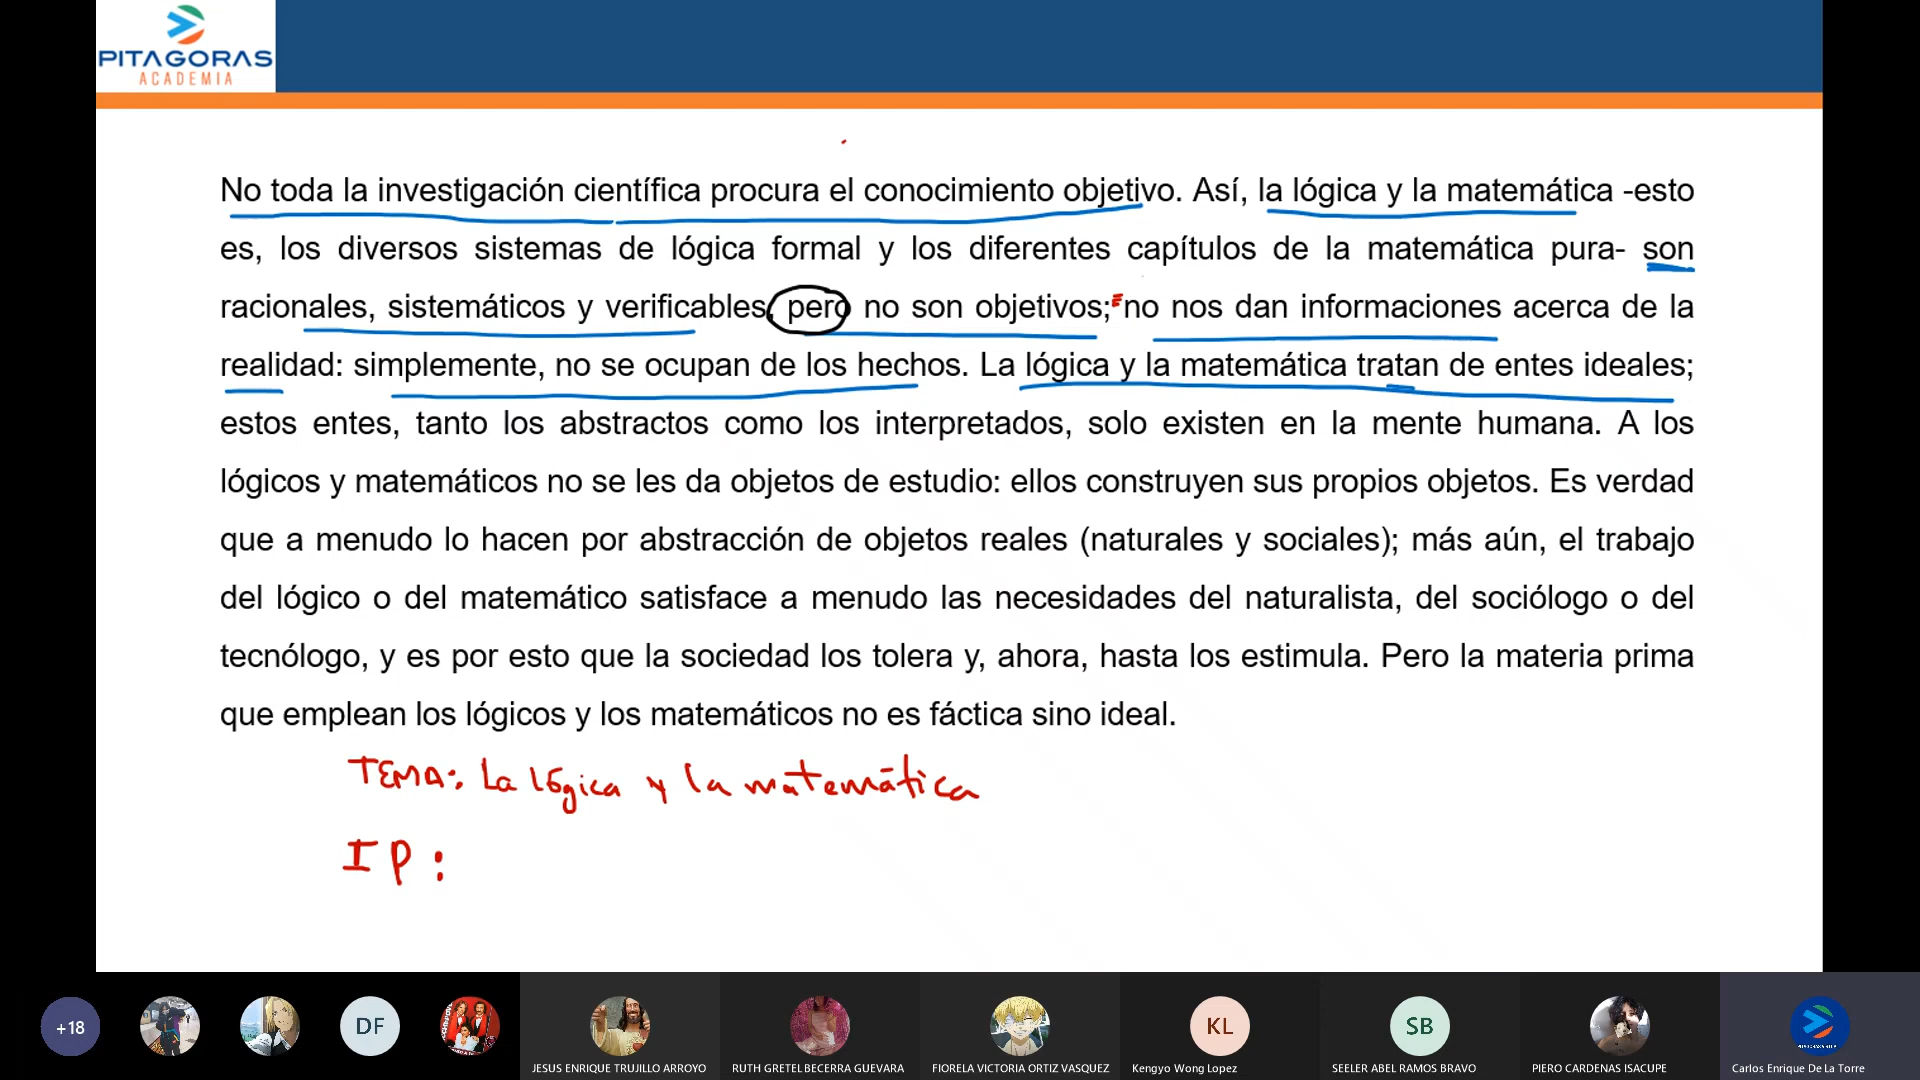 PITAGORAS
ACADEMIA
No toda la investigación científica procura el conocimiento objetivo. Así, la lógica y la matemática -esto
es, los diversos sistemas de lógica formal y los diferentes capítulos de la matemática pura- son
racionales, sistemáticos y verificables, pero no son objetivos; no nos dan informaciones acerca de la
realidad: simplemente, no se ocupan de los hechos. La lógica y la matemática tratan de entes ideales;
estos entes, tanto los abstractos como los interpretados, solo existen en la mente humana. A los
lógicos y matemáticos no se les da objetos de estudio: ellos construyen sus propios objetos. Es verdad
que a menudo lo hacen por abstracción de objetos reales (naturales y sociales); más aún, el trabajo
del lógico o del matemático satisface a menudo las necesidades del naturalista, del sociólogo o del
tecnólogo, y es por esto que la sociedad los tolera y, ahora, hasta los estimula. Pero la materia prima
que emplean los lógicos y los matemáticos no es fáctica sino ideal.
TEMA: La lógica y la matemática
IP:
+18
DF
KL
SB
JESUS ENRIQUE TRUJILLO ARROYO
RUTH GRETEL BECERRA GUEVARA
FIORELA VICTORIA ORTIZ VASQUEZ
Kengyo Wong Lopez
SEELER ABEL RAMOS BRAVO
PIERO CARDENAS ISACUPE
Carlos Enrique De La Torre